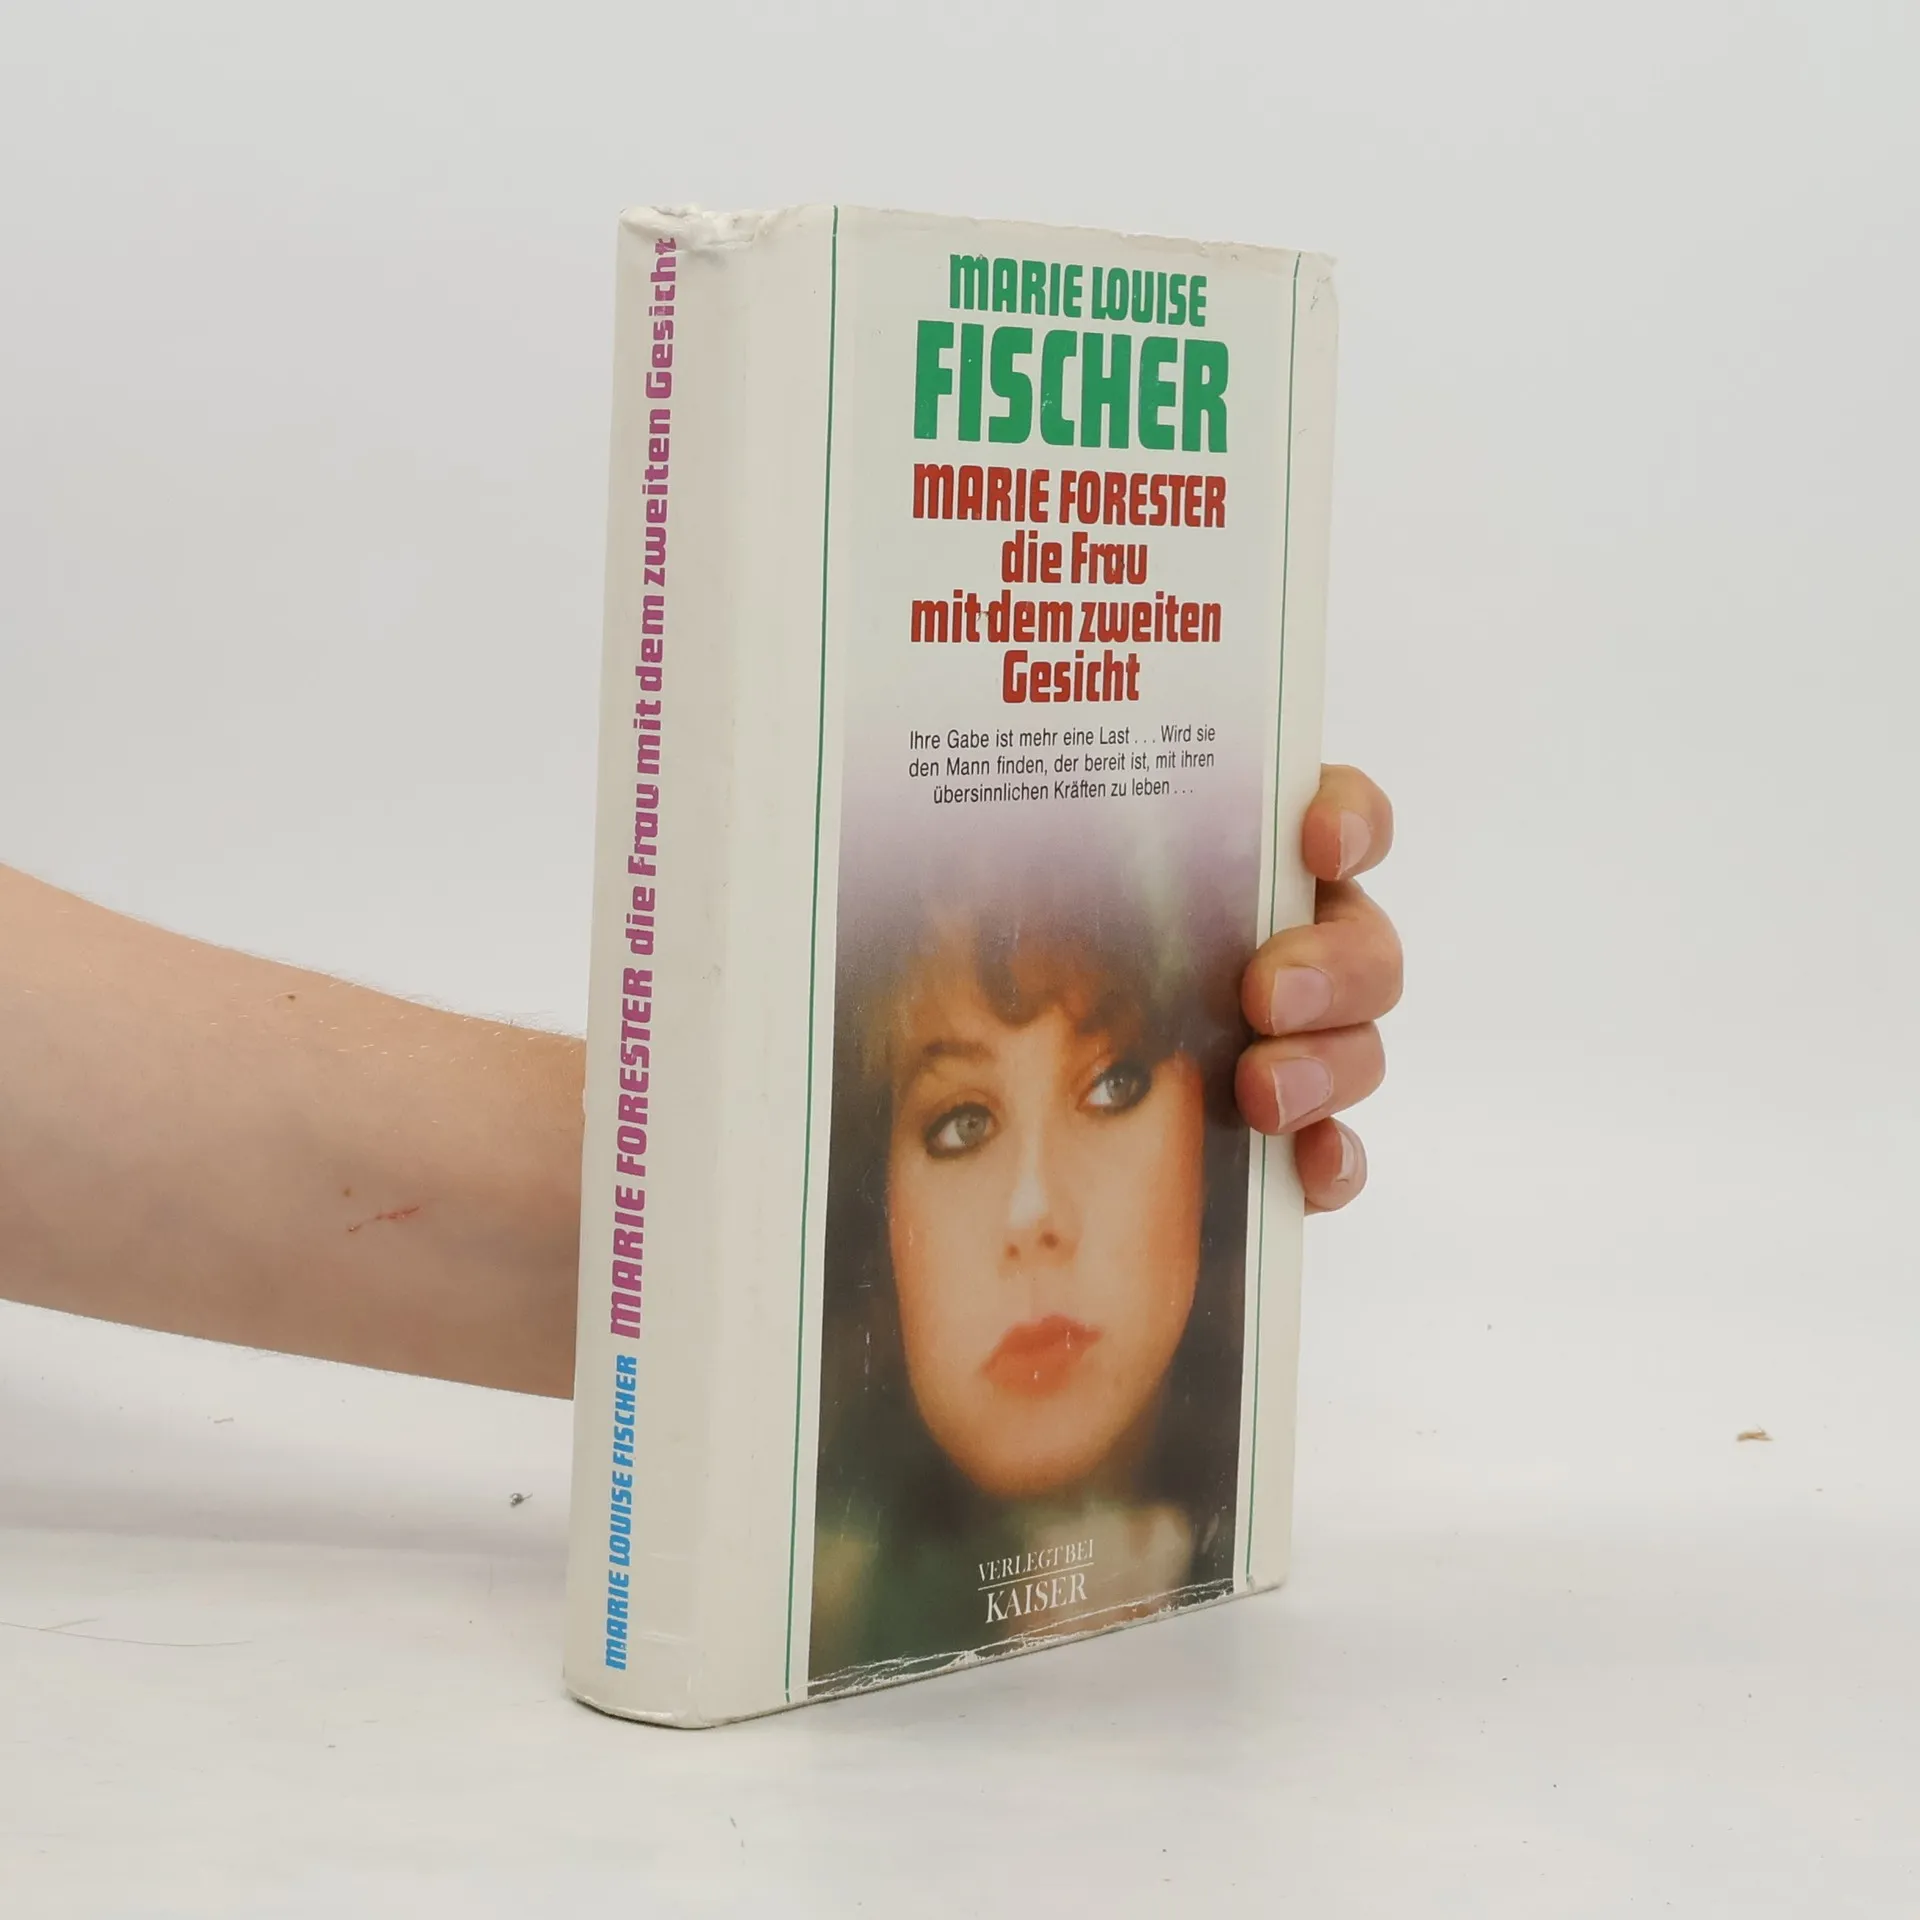 MARIE LOUISE FISCHER MARIE FORESTER die Frau mit dem zweiten Gesicht
MARIE LOUISE
FISCHER
MARIE FORESTER
die Frau
mit dem zweiten
Gesicht
Ihre Gabe ist mehr eine Last . . . Wird sie
den Mann finden, der bereit ist, mit ihren
übersinnlichen Kräften zu leben . . .
VERLEGT BEI
KAISER